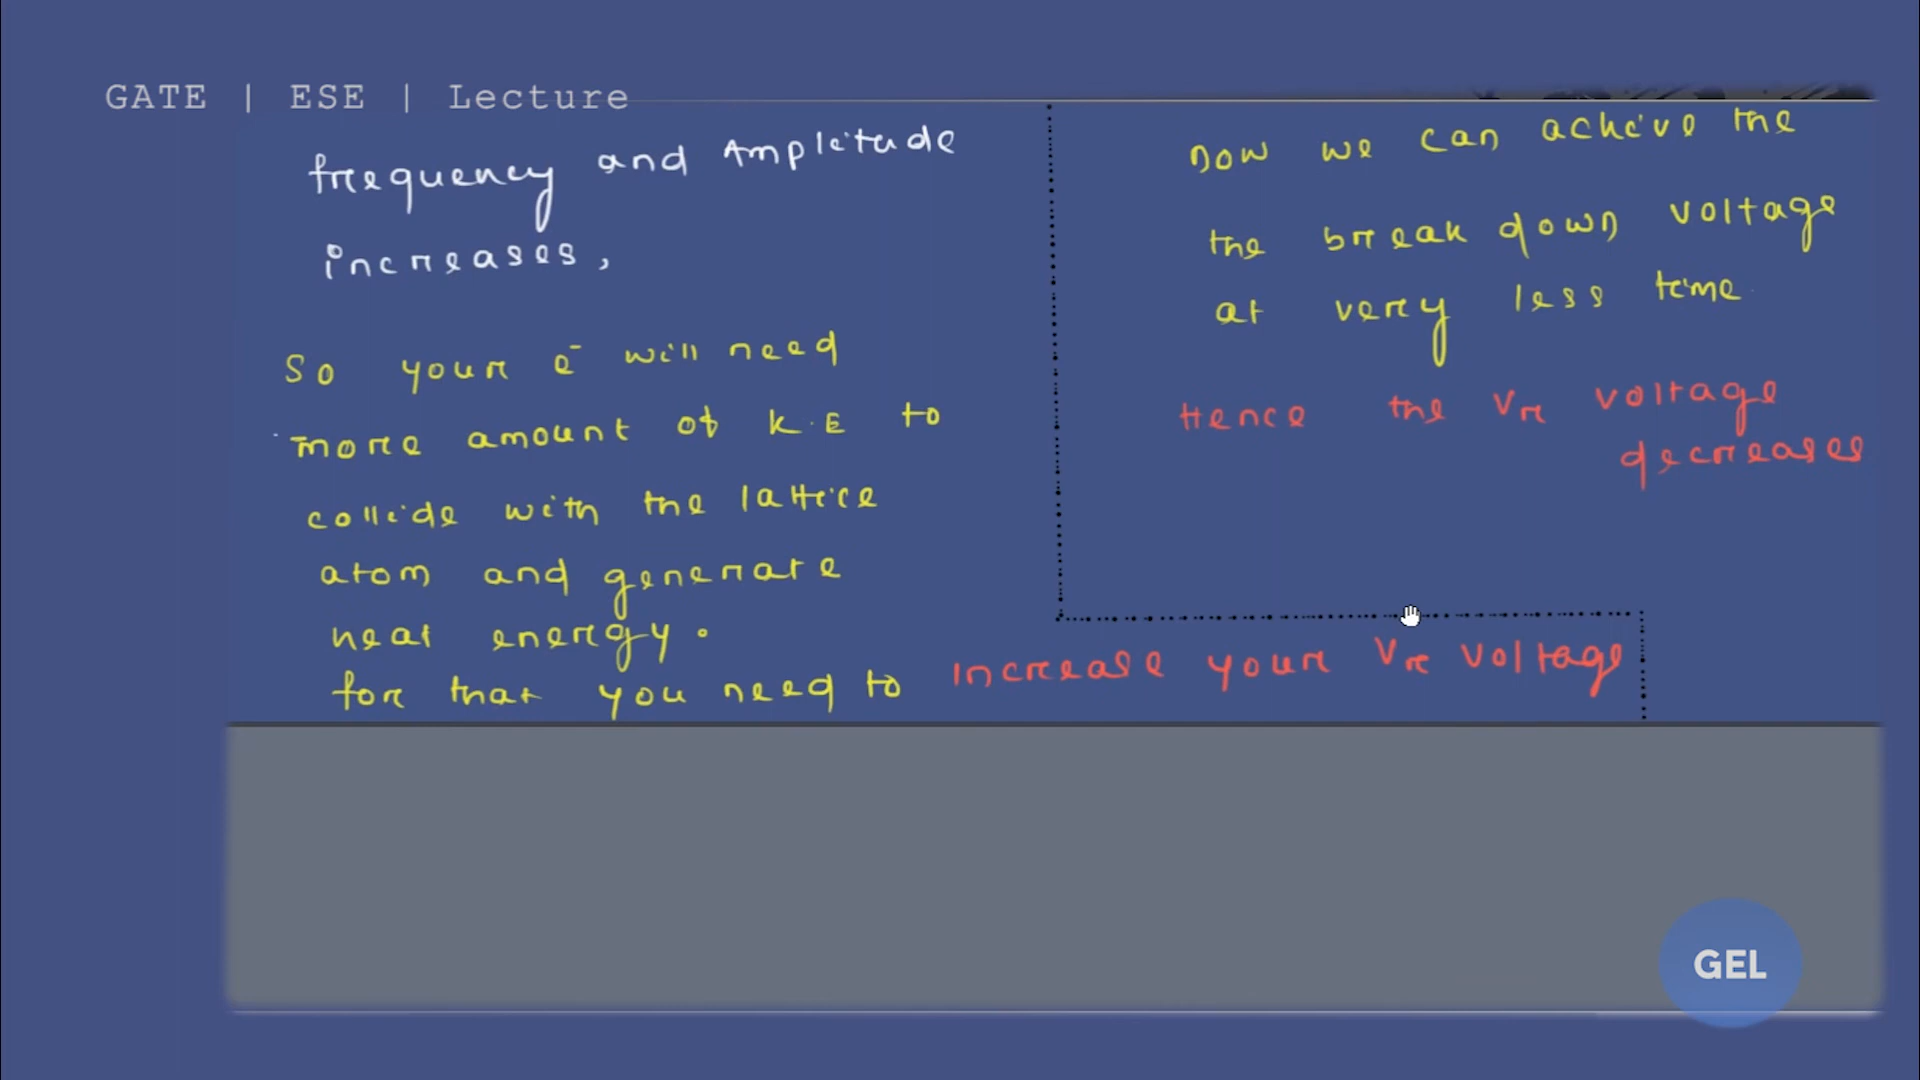 GATE | ESE | Lecture
frequency and Amplitude
increases,
So your e⁻ will need
more amount of K.E to
collide with the lattice
atom and generate
heat energy.
for that you need to increase your Vr voltage
now we can acheive the
the break down voltage
at very less time
Hence the Vr voltage
decreases
GEL